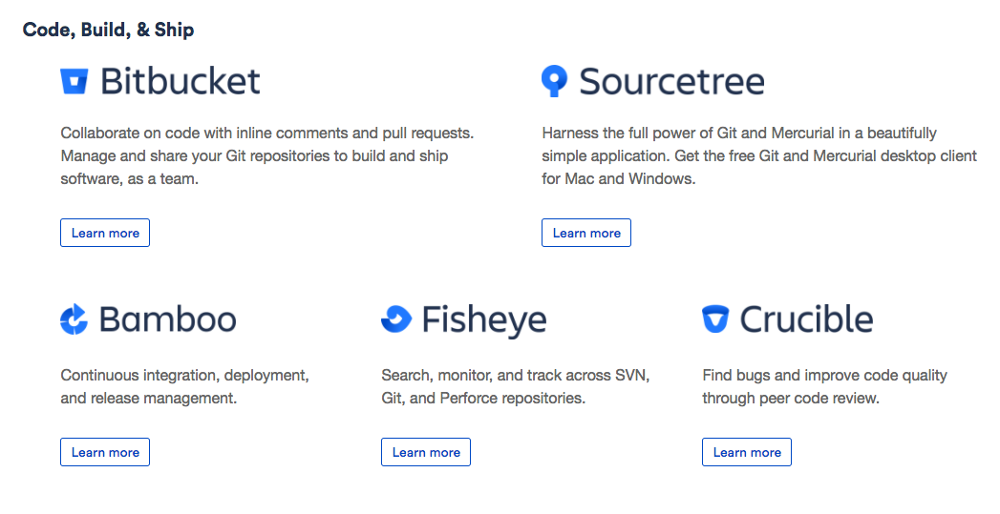 Code, Build, & Ship
Bitbucket
Collaborate on code with inline comments and pull requests.
Manage and share your Git repositories to build and ship
software, as a team.
Learn more
Sourcetree
Harness the full power of Git and Mercurial in a beautifully
simple application. Get the free Git and Mercurial desktop client
for Mac and Windows.
Learn more
Bamboo
Continuous integration, deployment,
and release management.
Learn more
Fisheye
Search, monitor, and track across SVN,
Git, and Perforce repositories.
Learn more
Crucible
Find bugs and improve code quality
through peer code review.
Learn more